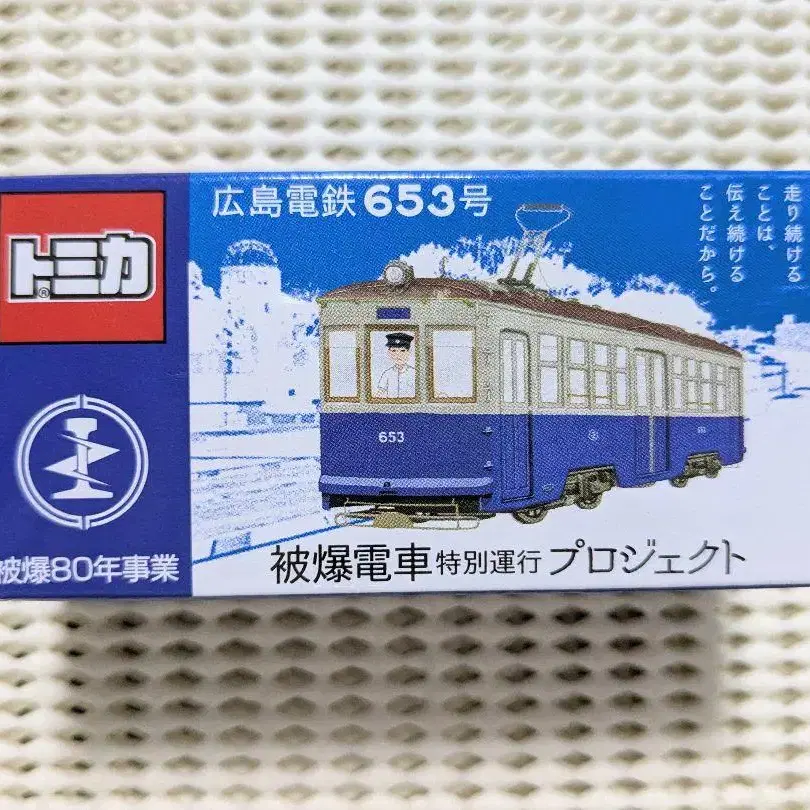 トミカ
®
被爆80年事業
広島電鉄653号
走り続ける
ことは、
伝え続ける
ことだから。
653
被爆電車特別運行プロジェクト